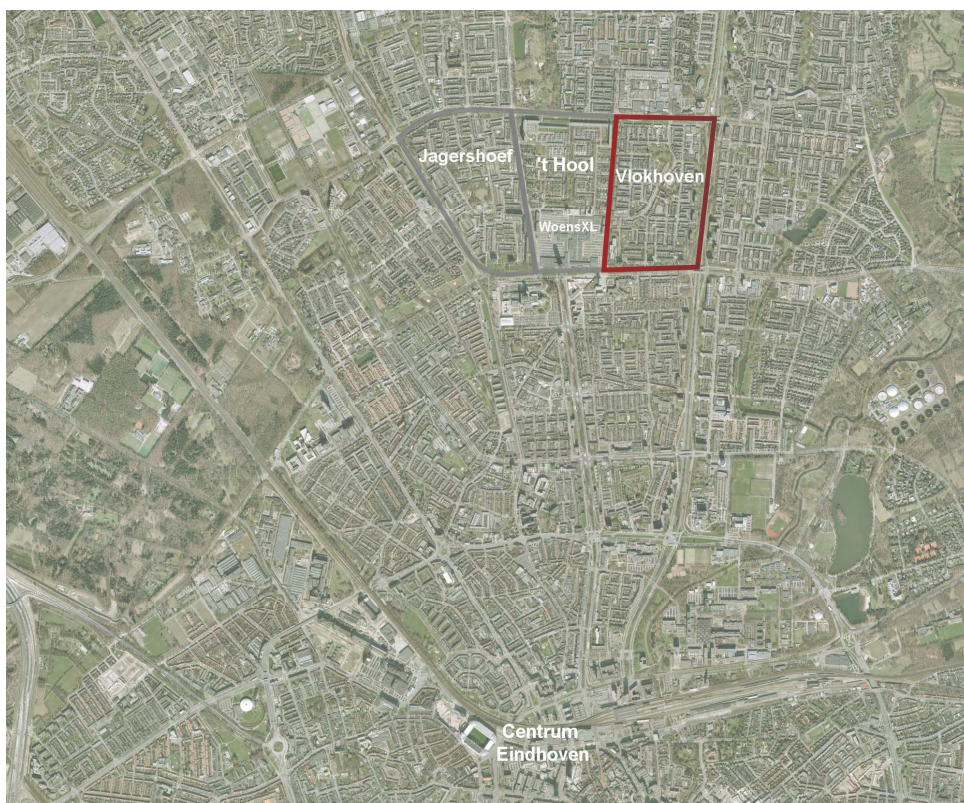 Jagershoef
't Hool
Vlokhoven
WoensXL
Centrum
Eindhoven